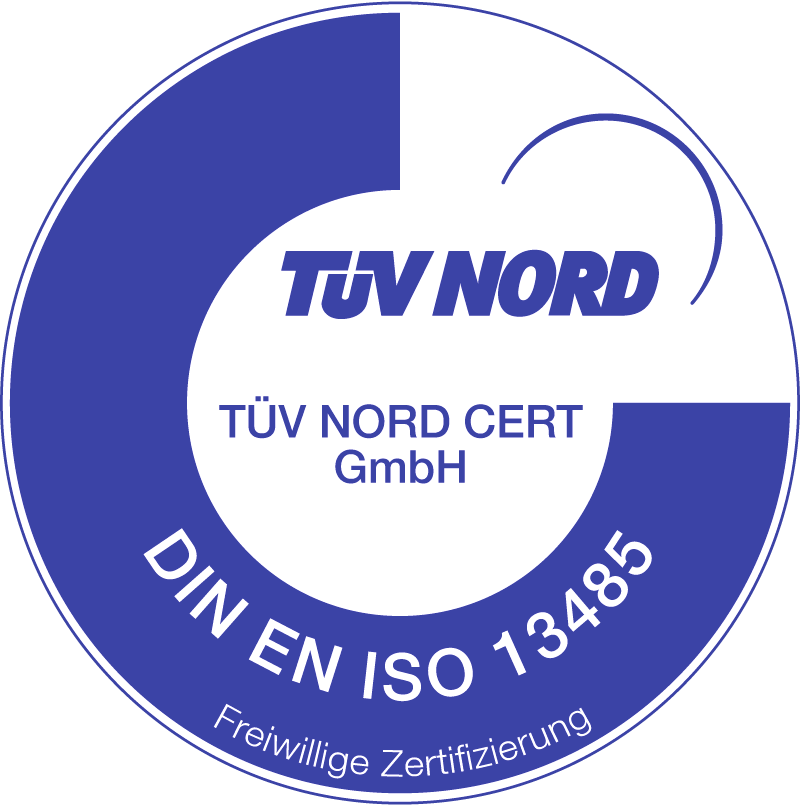 TÜV NORD
TÜV NORD CERT
GmbH
DIN EN ISO 13485
Freiwillige Zertifizierung